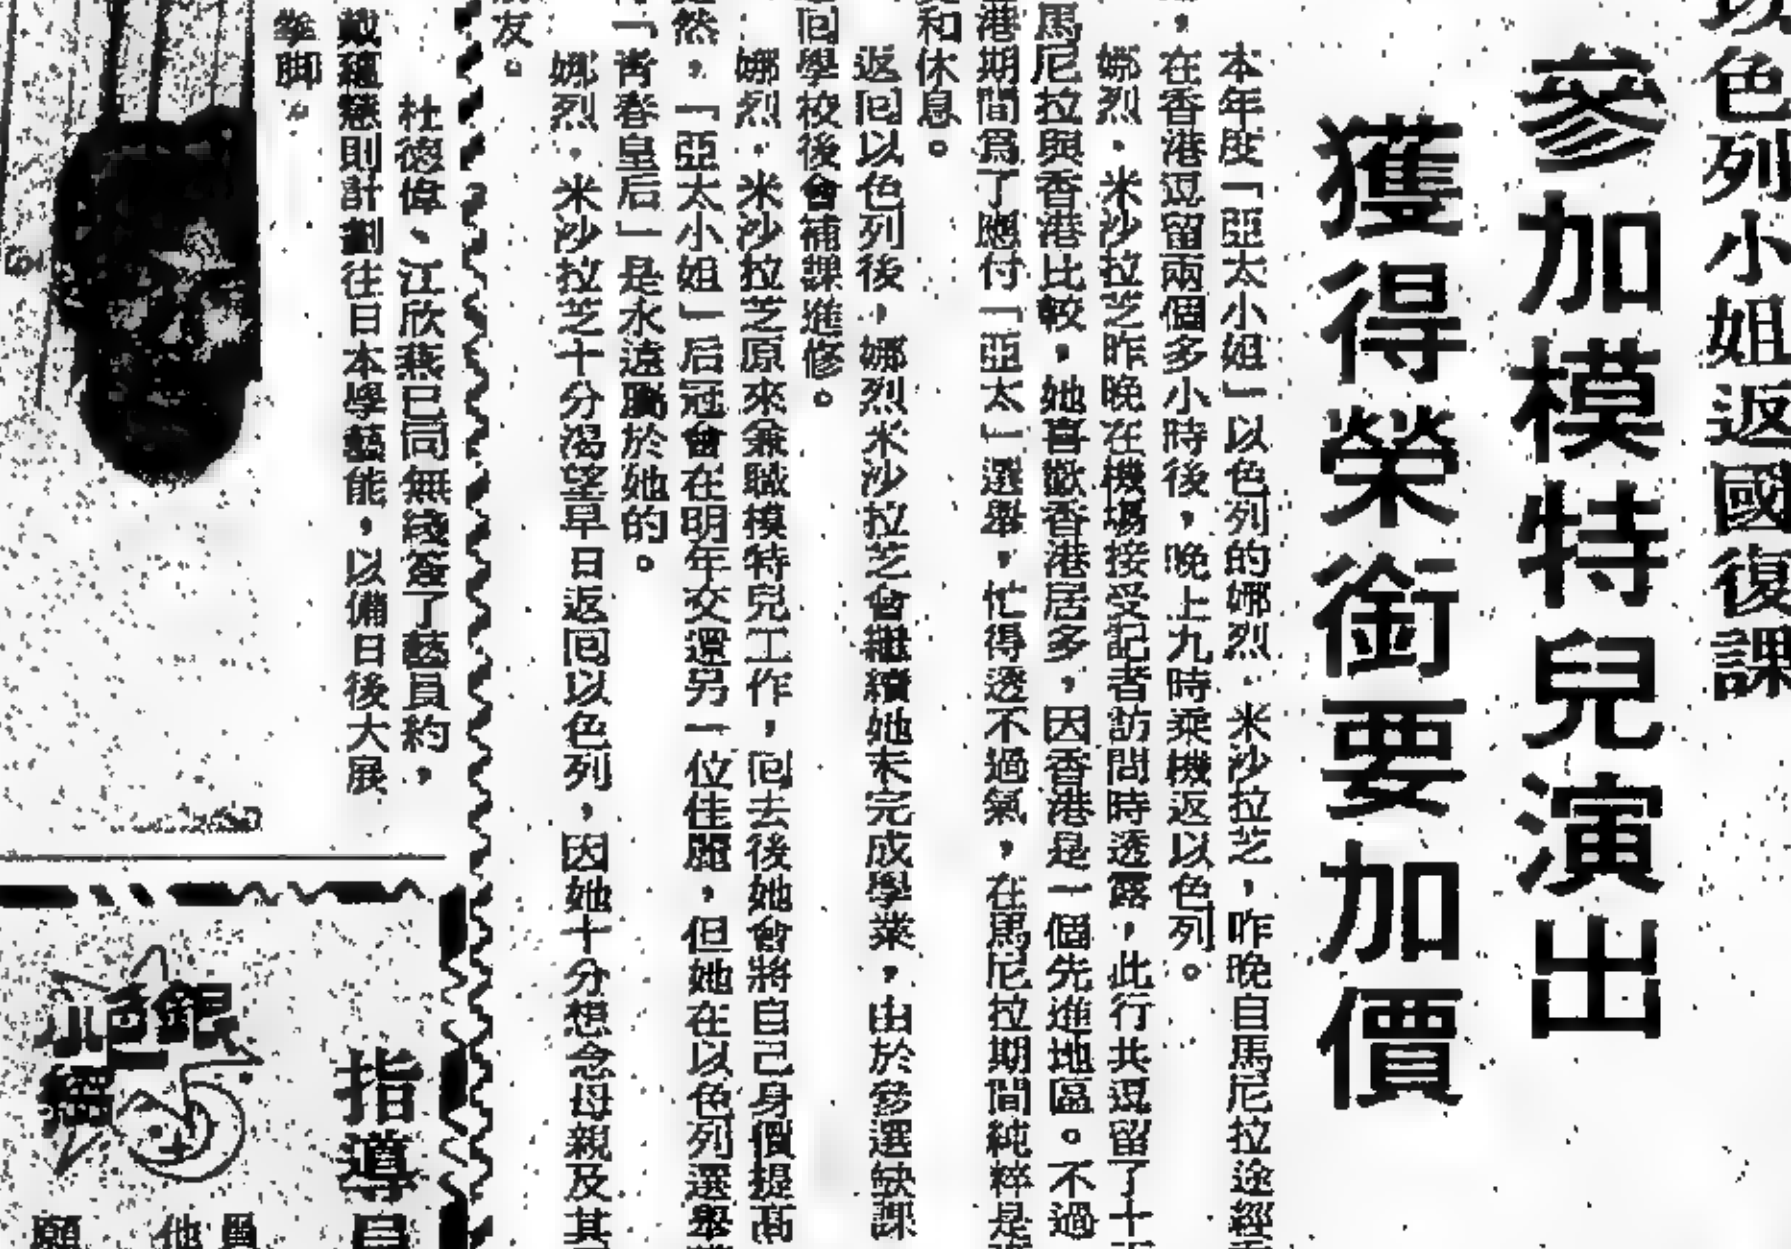 以色列小姐返國復課
參加模特兒演出
獲得榮銜要加價
本年度「亞太小姐」以色列的娜烈．米沙拉芝，昨晚自馬尼拉途經
，在香港逗留兩個多小時後，晚上九時乘機返以色列。
娜烈．米沙拉芝昨晚在機場接受記者訪問時透露，此行共逗留了十
馬尼拉與香港比較，她喜歡香港居多，因香港是一個先進地區。不過
港期間爲了應付「亞太」選舉，忙得透不過氣，在馬尼拉期間純粹是
和休息。
返回以色列後，娜烈米沙拉芝會繼續她未完成學業，由於參選缺課
回學校後會補課進修。
娜烈．米沙拉芝原來兼職模特兒工作，回去後她會將自己身價提高
然，「亞太小姐」后冠會在明年交還另一位佳麗，但她在以色列選舉
「青春皇后」是永遠屬於她的。
娜烈．米沙拉芝十分渴望早日返回以色列，因她十分想念母親及其
友。
杜德偉、江欣燕已同無綫簽了藝員約，
戴蘊慧則計劃往日本學藝能，以備日後大展
拳脚。
銀色小
指導員